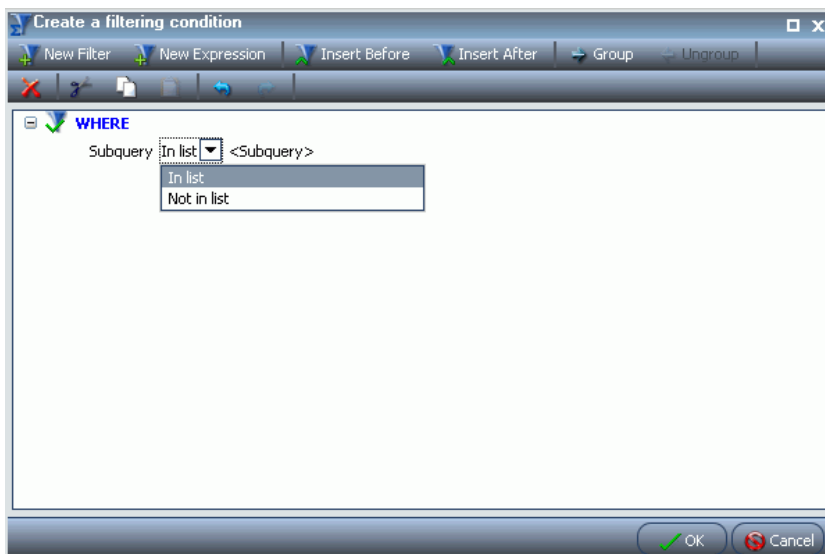 Create a filtering condition
New Filter New Expression Insert Before Insert After Group Ungroup
WHERE
Subquery In list <Subquery>
In list
Not in list
OK Cancel